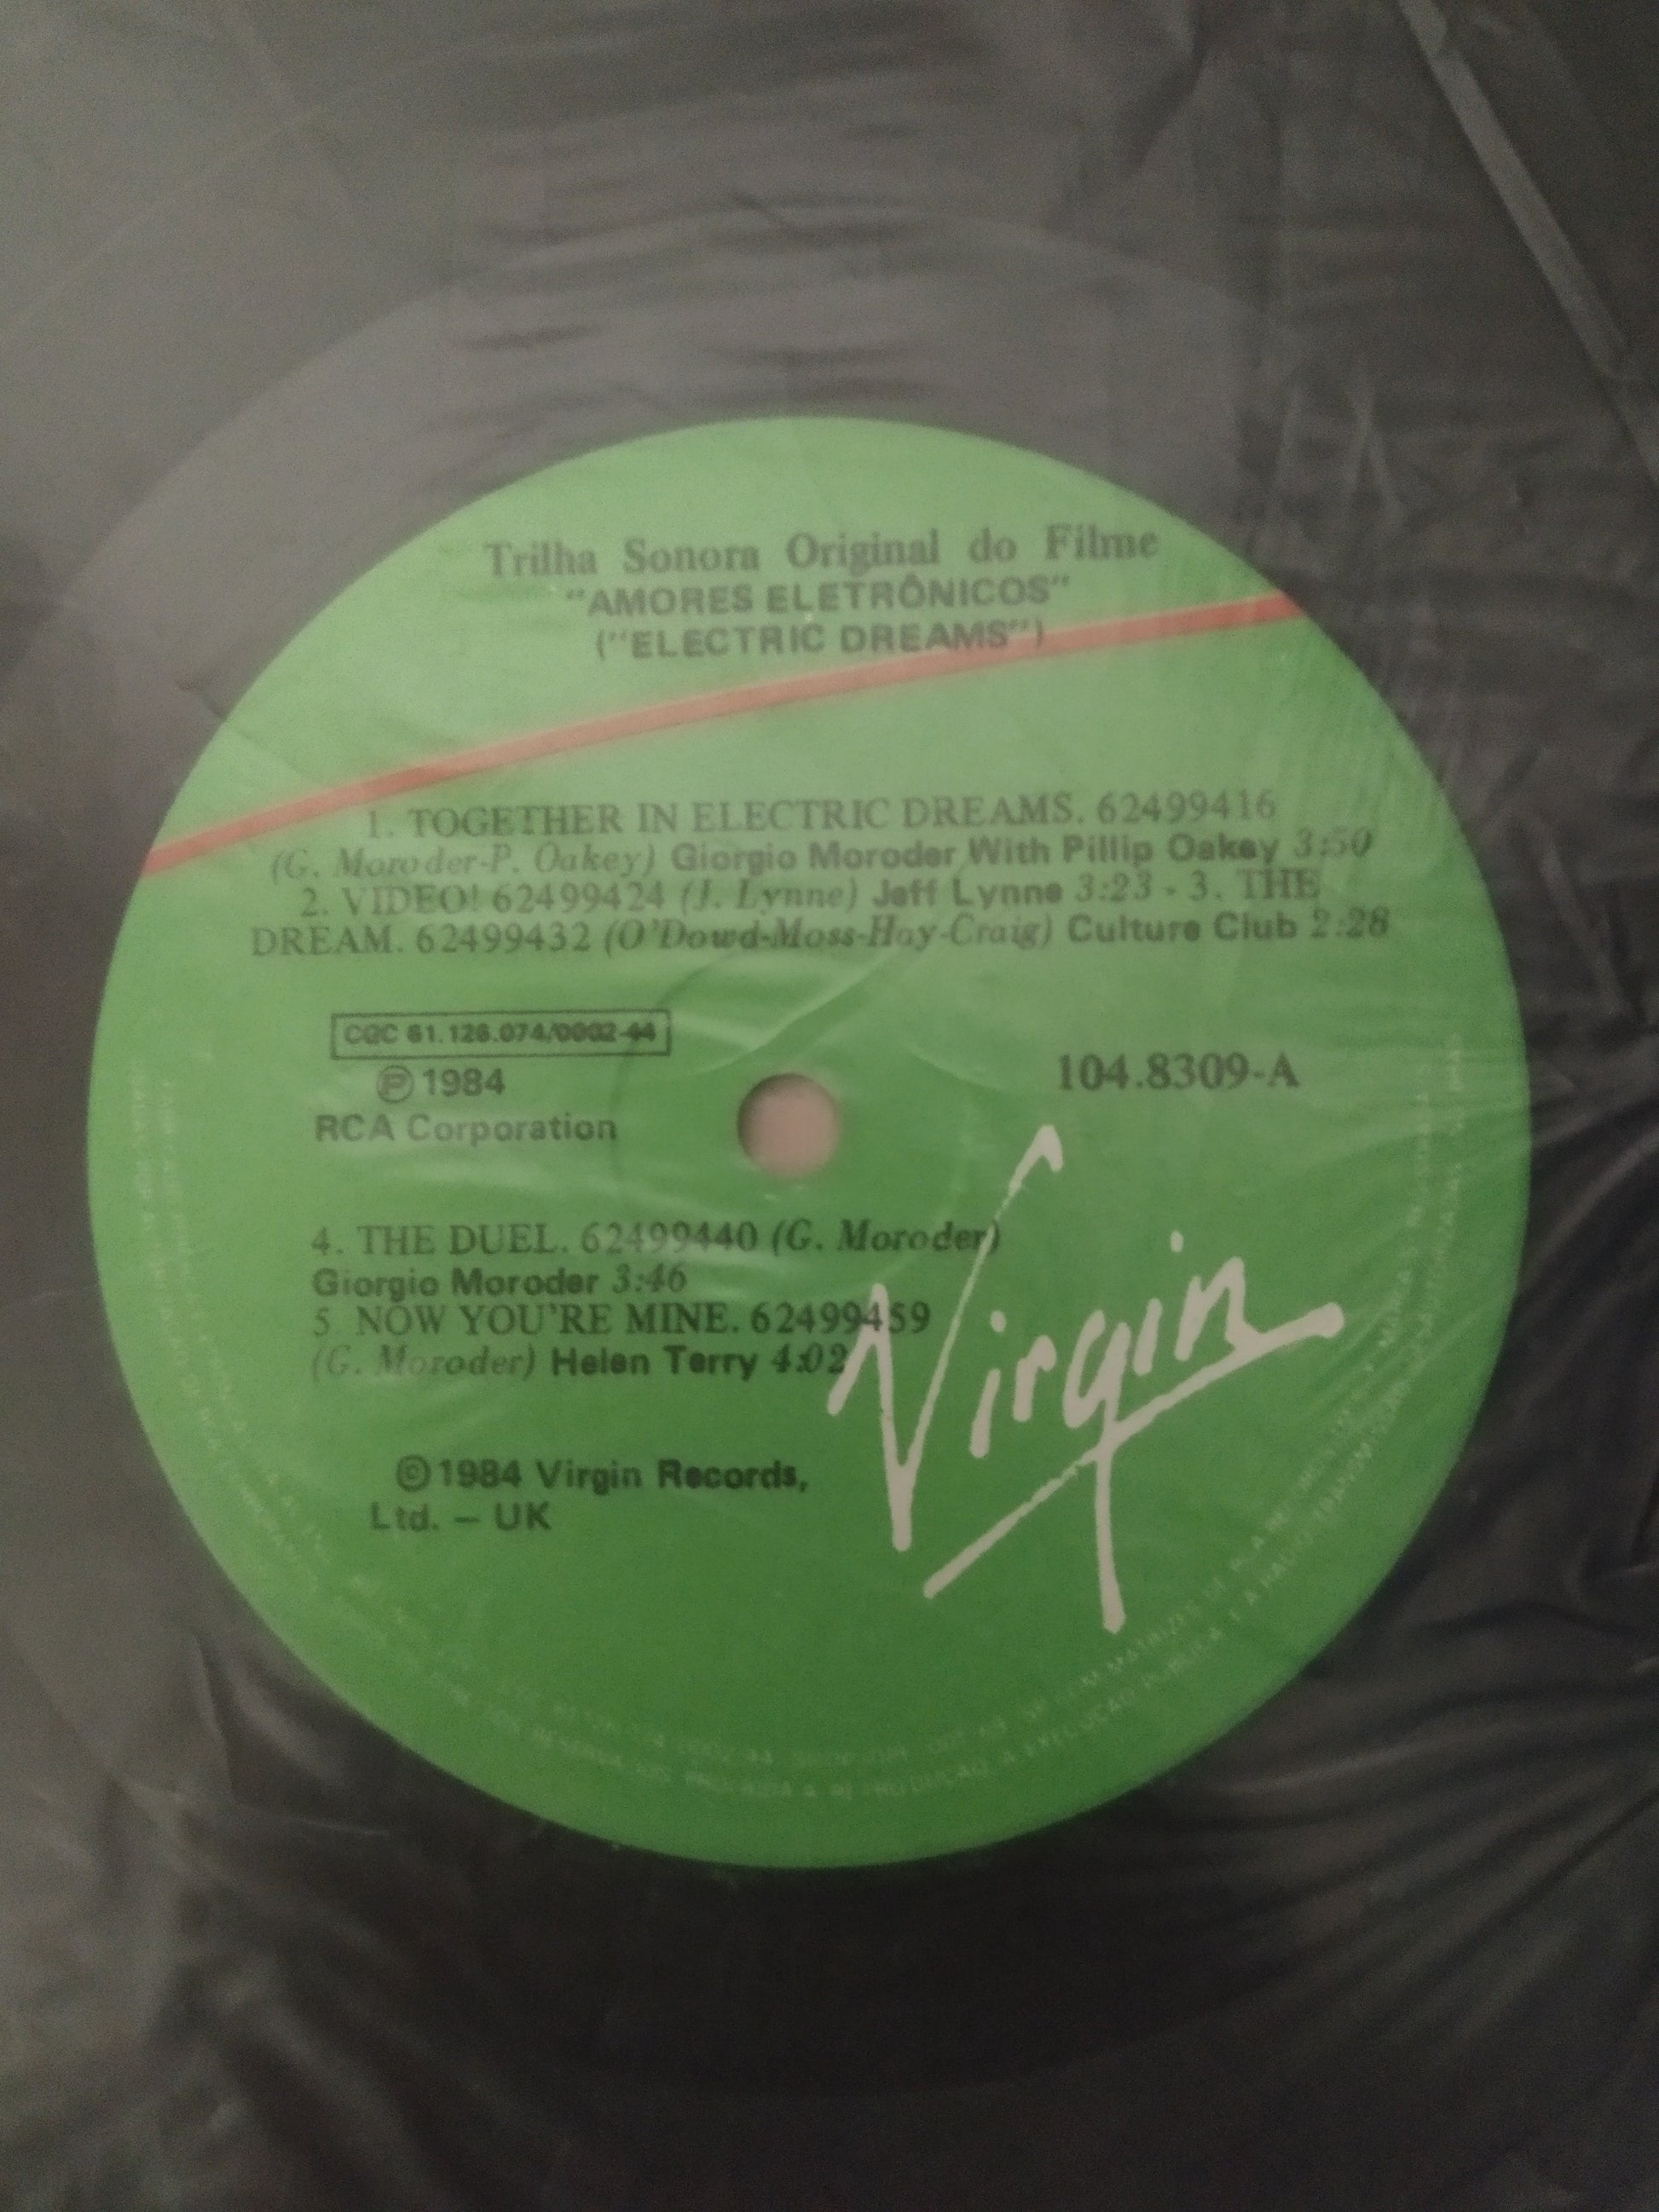 Trilha Sonora Original do Filme
"AMORES ELETRÔNICOS"
("ELECTRIC DREAMS")
1. TOGETHER IN ELECTRIC DREAMS. 62499416
(G. Moroder-P. Oakey) Giorgio Moroder With Pillip Oakey 3:50
2. VIDEO! 62499424 (J. Lynne) Jeff Lynne 3:23 - 3. THE
DREAM. 62499432 (O'Dowd-Moss-Hay-Craig) Culture Club 2:28
CGC 61.126.074/0002-44
℗ 1984
RCA Corporation
104.8309-A
4. THE DUEL. 62499440 (G. Moroder)
Giorgio Moroder 3:46
5 NOW YOU'RE MINE. 62499459
(G. Moroder) Helen Terry 4:02
Virgin
© 1984 Virgin Records,
Ltd. – UK